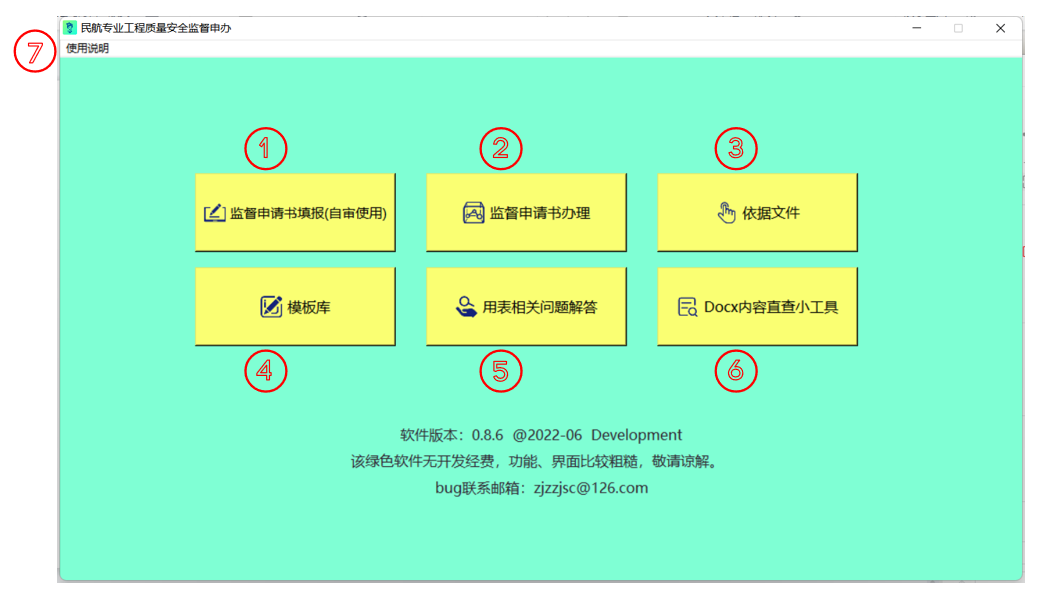 民航专业工程质量安全监督申办
⑦
使用说明
① ② ③
监督申请书填报(自审使用) 监督申请书办理 依据文件
模板库 用表相关问题解答 Docx内容直查小工具
④ ⑤ ⑥
软件版本：0.8.6 @2022-06 Development
该绿色软件无开发经费，功能、界面比较粗糙，敬请谅解。
bug联系邮箱：zjzzjsc@126.com